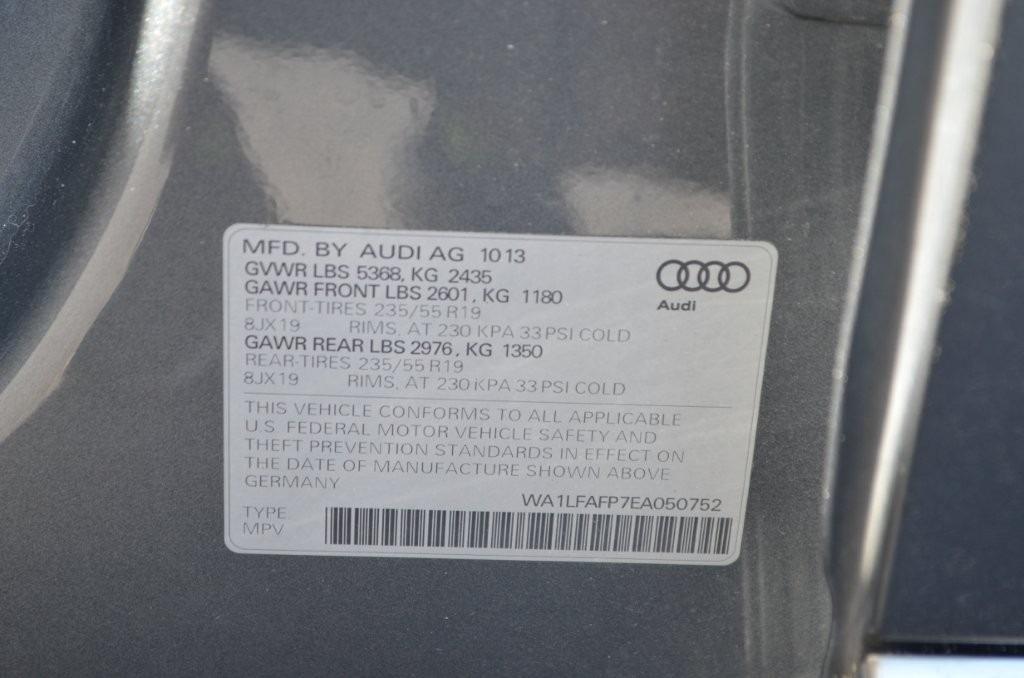 MFD. BY AUDI AG 1013
GVWR LBS 5368, KG 2435
GAWR FRONT LBS 2601, KG 1180
FRONT-TIRES 235/55 R19
8JX19 RIMS, AT 230 KPA 33 PSI COLD
GAWR REAR LBS 2976, KG 1350
REAR-TIRES 235/55 R19
8JX19 RIMS, AT 230 KPA 33 PSI COLD
Audi
THIS VEHICLE CONFORMS TO ALL APPLICABLE
U.S. FEDERAL MOTOR VEHICLE SAFETY AND
THEFT PREVENTION STANDARDS IN EFFECT ON
THE DATE OF MANUFACTURE SHOWN ABOVE
GERMANY
WA1LFAFP7EA050752
TYPE
MPV